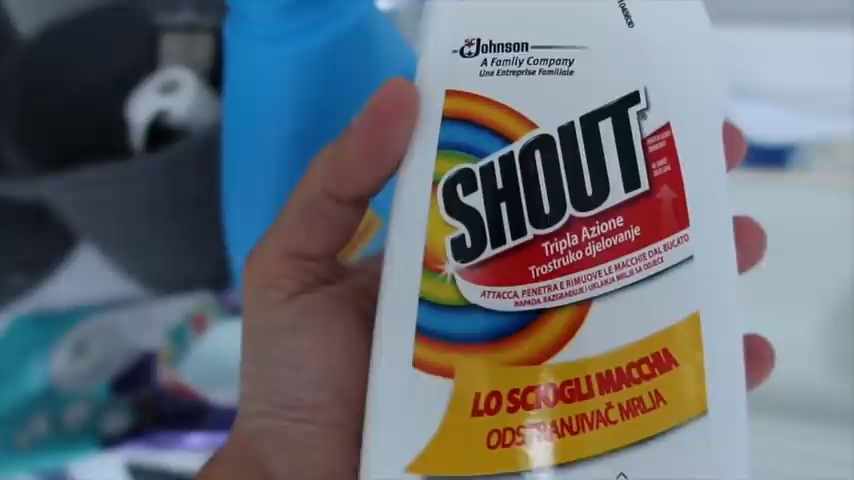 SC Johnson
A Family Company
Une Entreprise Familiale
SHOUT
Tripla Azione
Trostruko djelovanje
ATTACCA, PENETRA E RIMUOVE LE MACCHIE DAL BUCATO
NAPADA, RAZGRAĐUJE I UKLANJA MRLJE SA ODJEĆE
LO SCIOGLI MACCHIA
ODSTRANJIVAČ MRLJA